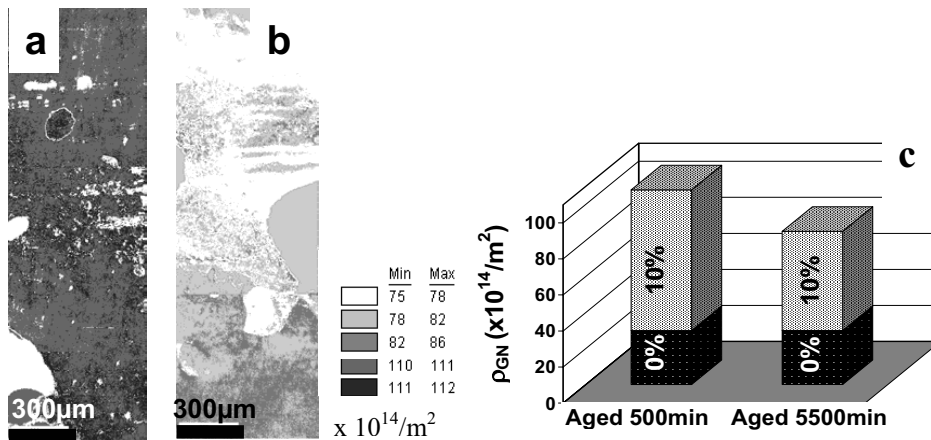 a
b
300µm
300µm
Min Max
75 78
78 82
82 86
110 111
111 112
x 10¹⁴/m²
c
ρGN (x10¹⁴/m²)
100
80
60
40
20
0
10%
0%
10%
0%
Aged 500min Aged 5500min